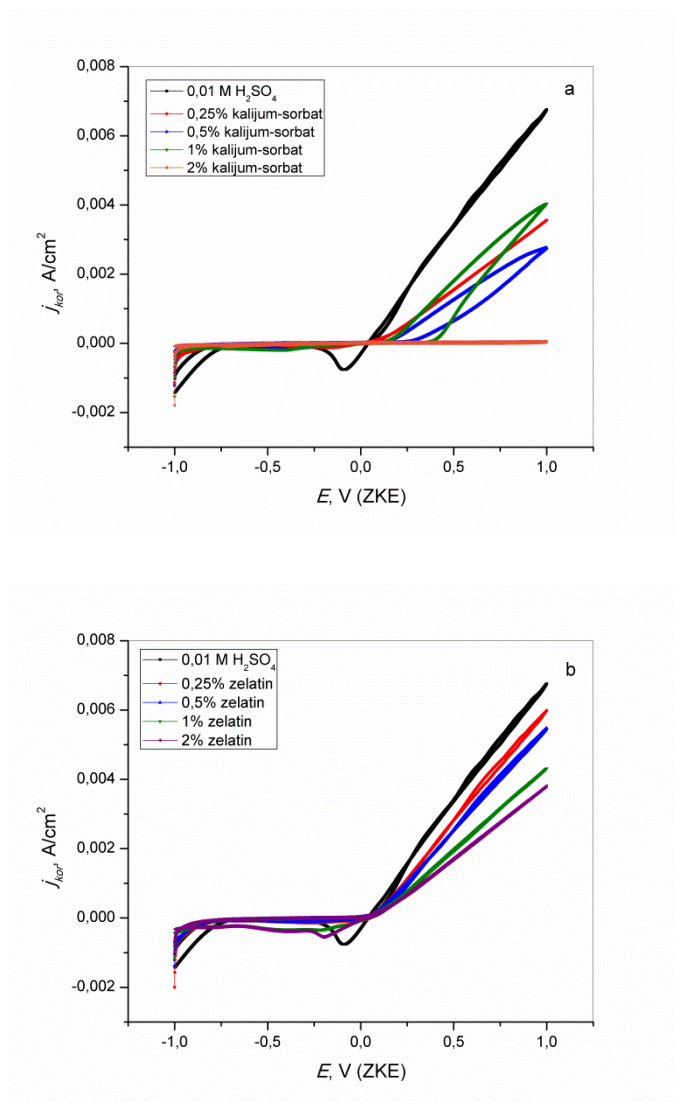 a
0,01 M H₂SO₄
0,25% kalijum-sorbat
0,5% kalijum-sorbat
1% kalijum-sorbat
2% kalijum-sorbat
0,008
0,006
0,004
0,002
0,000
-0,002
j_kor, A/cm²
-1,0 -0,5 0,0 0,5 1,0
E, V (ZKE)
b
0,01 M H₂SO₄
0,25% zelatin
0,5% zelatin
1% zelatin
2% zelatin
0,008
0,006
0,004
0,002
0,000
-0,002
j_kor, A/cm²
-1,0 -0,5 0,0 0,5 1,0
E, V (ZKE)